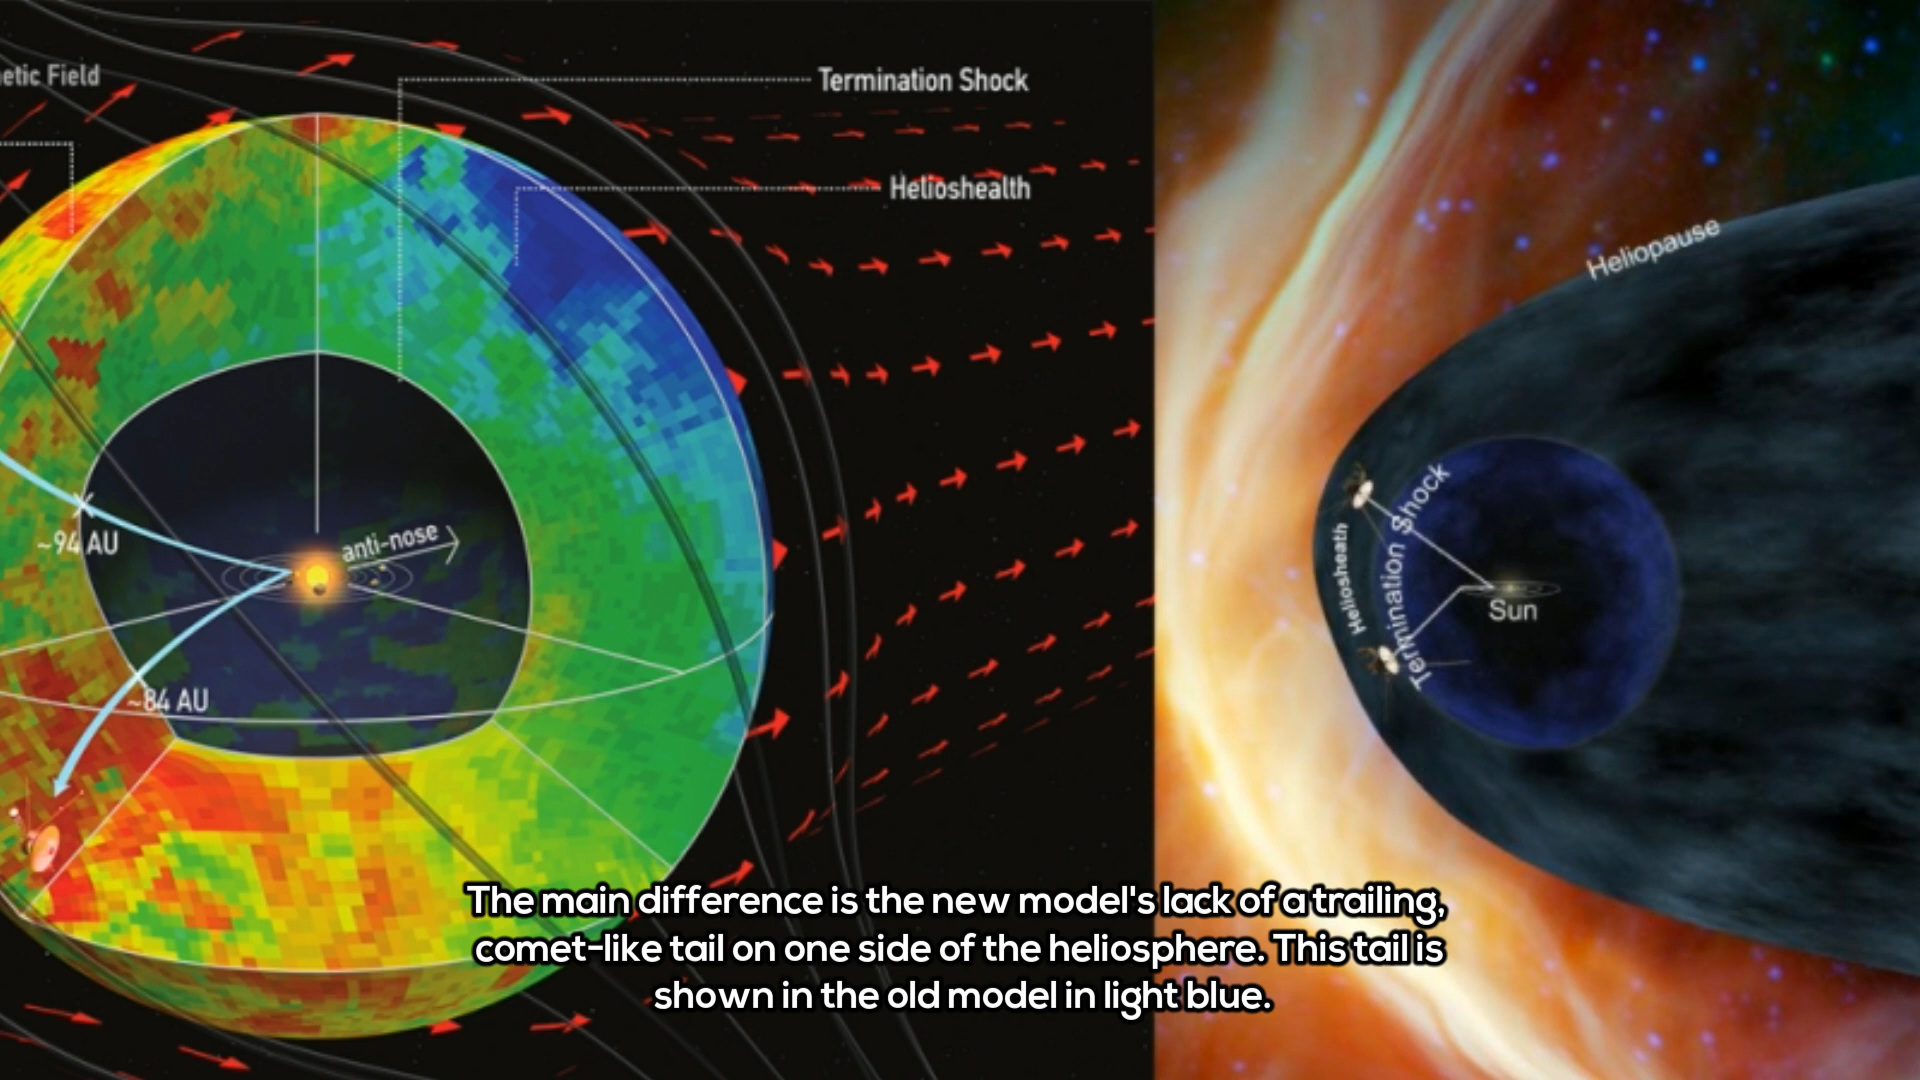 etic Field
Termination Shock
Helioshealth
~94 AU
anti-nose
~84 AU
Heliopause
Heliosheath
Termination Shock
Sun
The main difference is the new model's lack of a trailing,
comet-like tail on one side of the heliosphere. This tail is
shown in the old model in light blue.